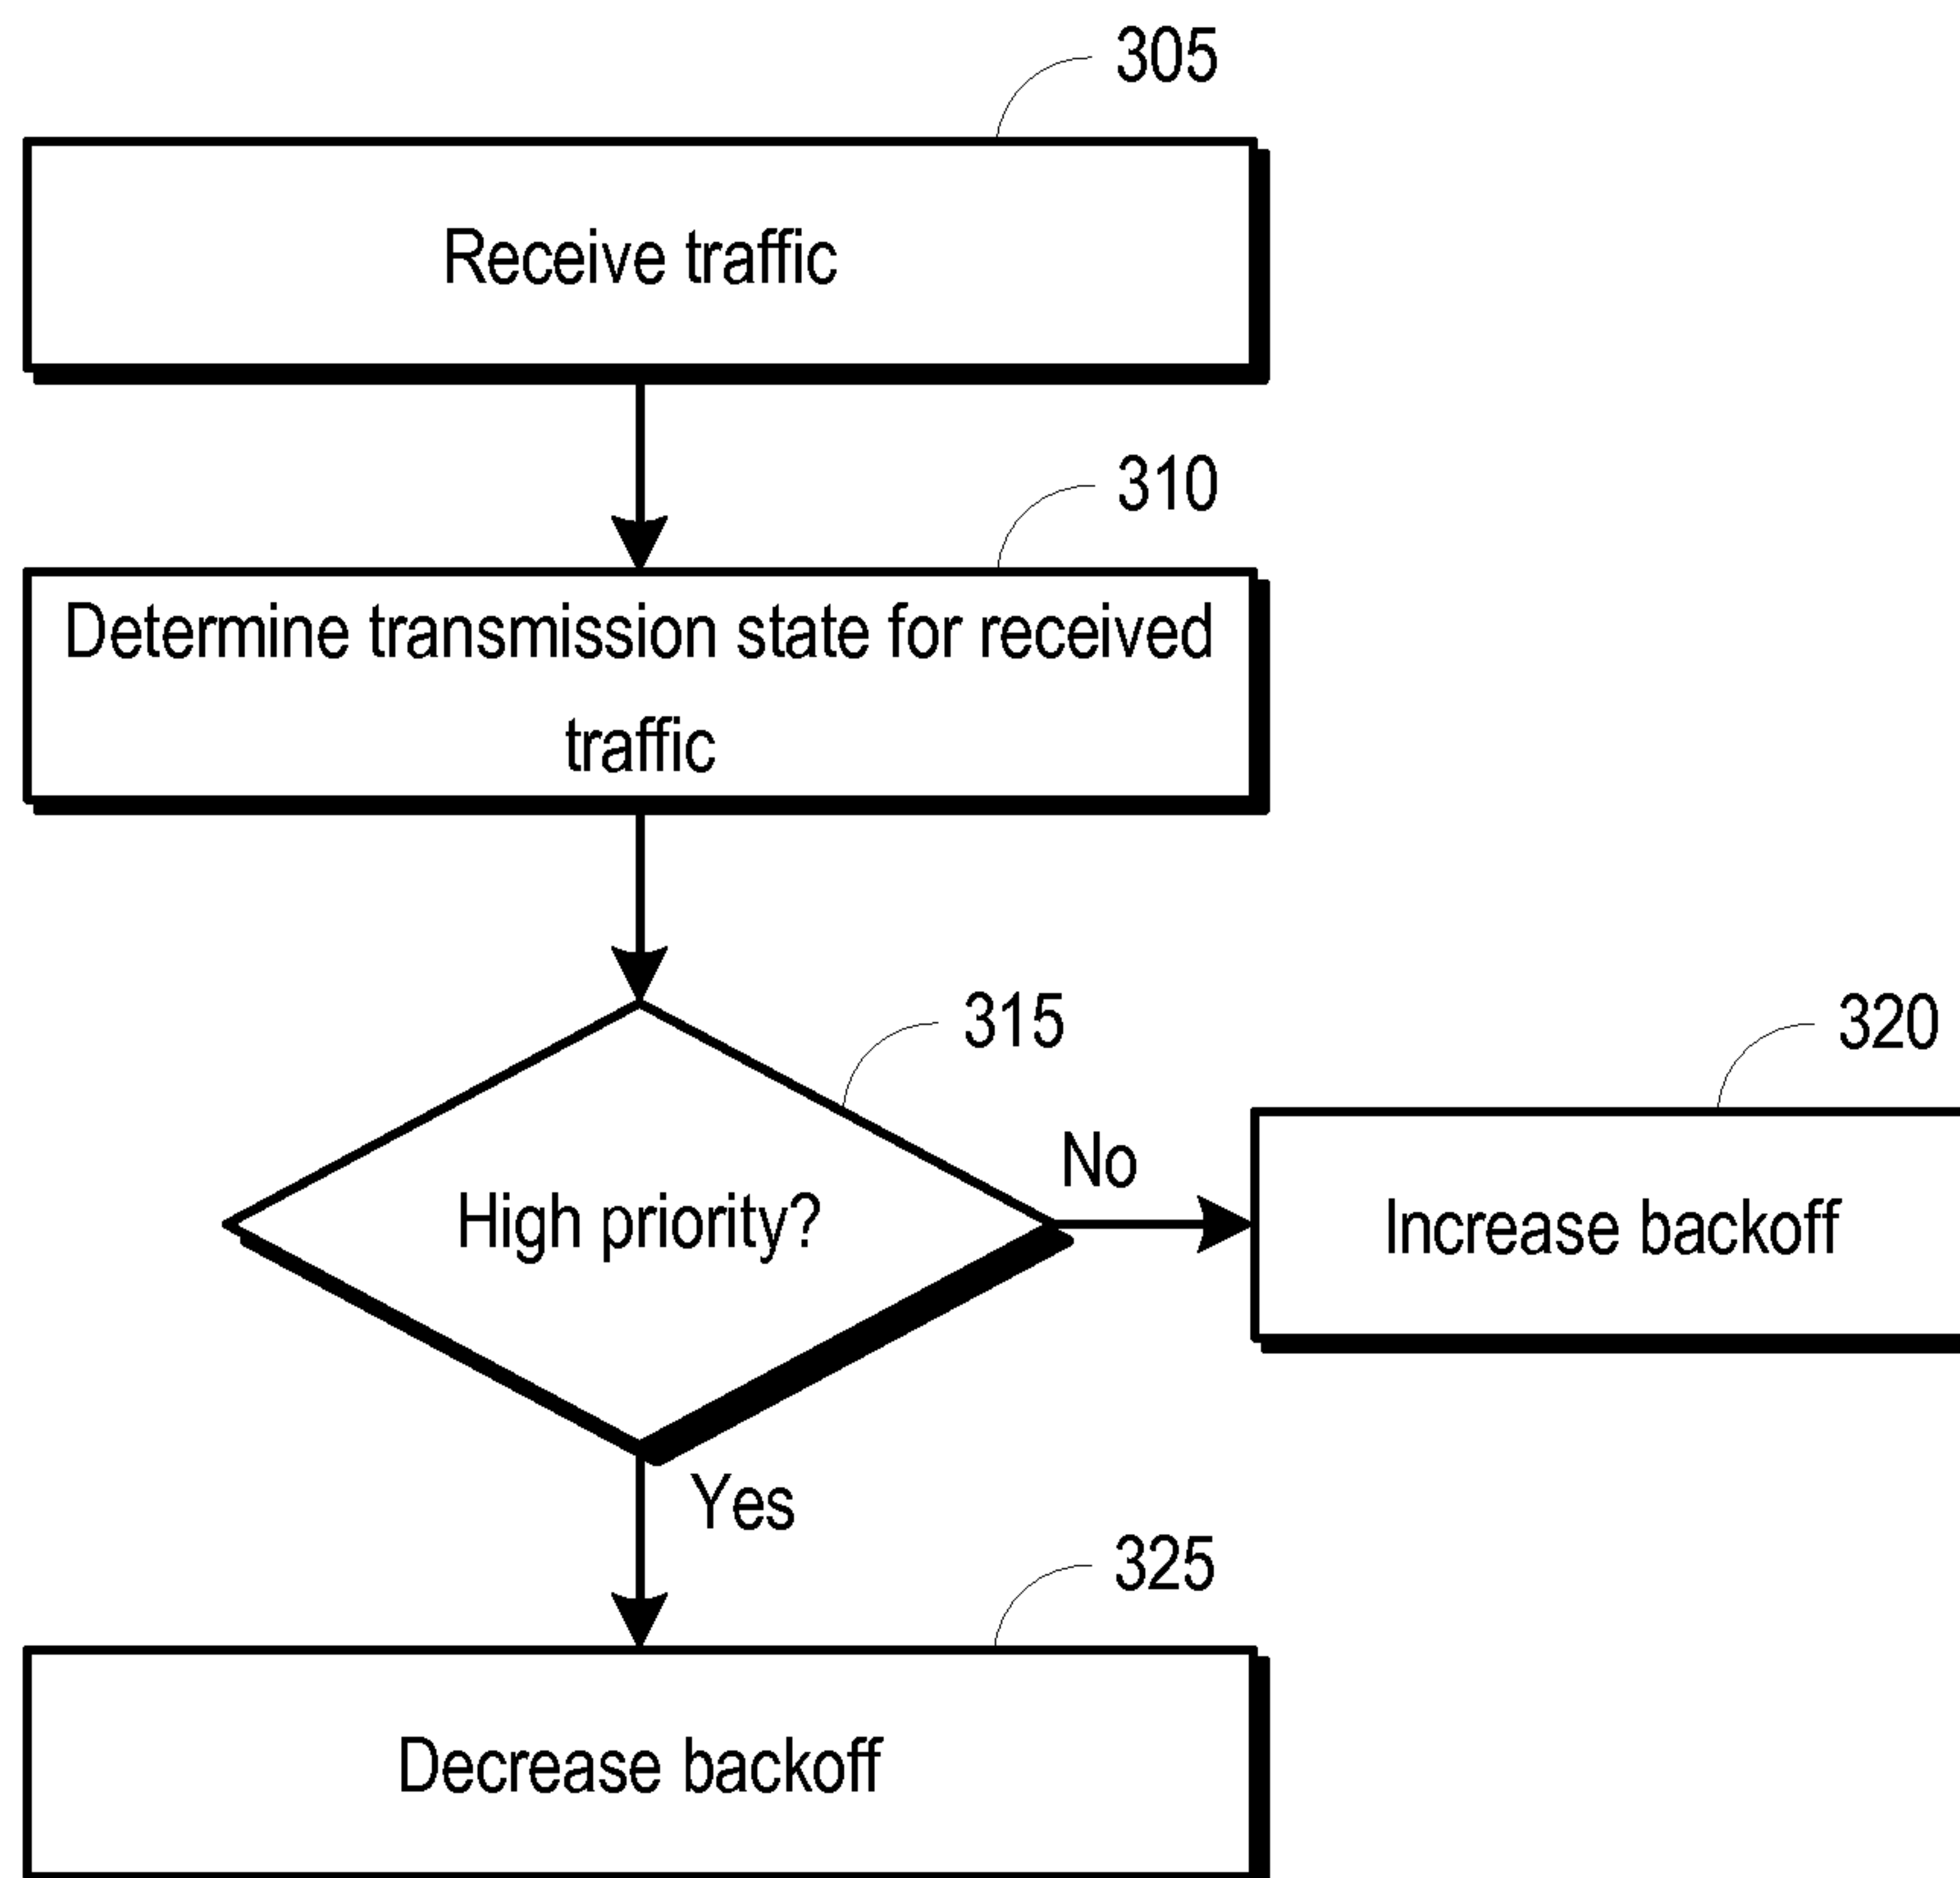 305
Receive traffic
310
Determine transmission state for received
traffic
315
High priority?
No
320
Increase backoff
Yes
325
Decrease backoff